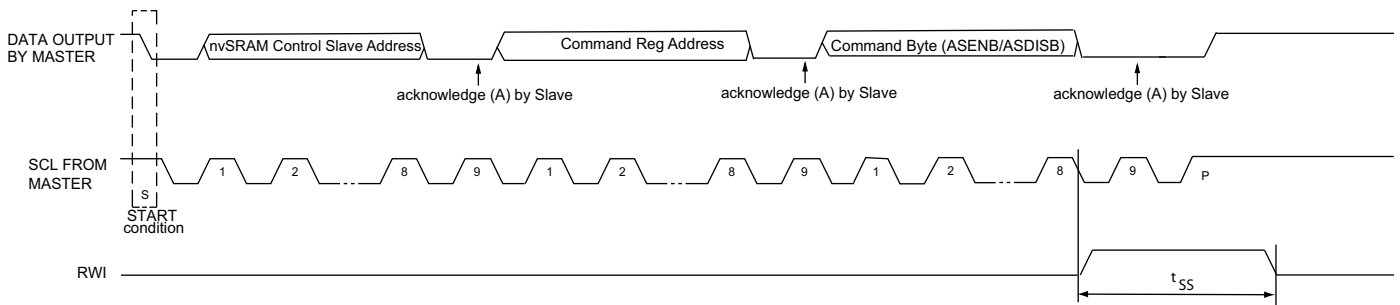 DATA OUTPUT
BY MASTER
nvSRAM Control Slave Address
Command Reg Address
Command Byte (ASENB/ASDISB)
acknowledge (A) by Slave
acknowledge (A) by Slave
acknowledge (A) by Slave
SCL FROM
MASTER
1 2 8 9 1 2 8 9 1 2 8 9 P
S
START
condition
RWI
tSS